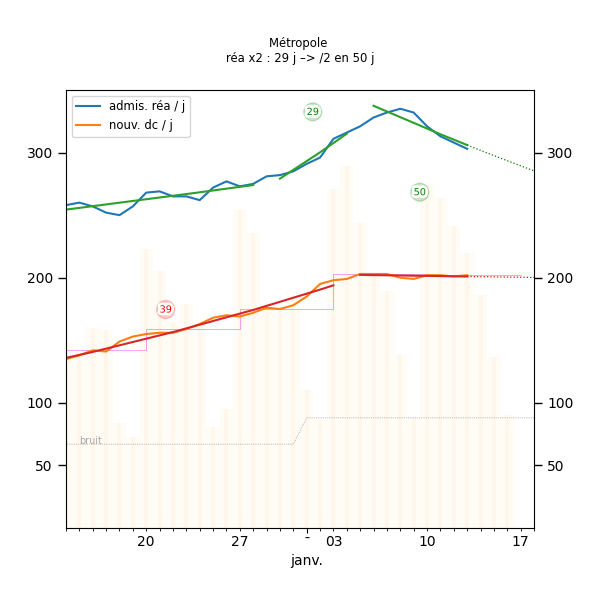 Métropole
réa x2 : 29 j –> /2 en 50 j
admis. réa / j
nouv. dc / j
29
50
39
bruit
300
200
100
50
300
200
100
50
20
27
-
03
10
17
janv.